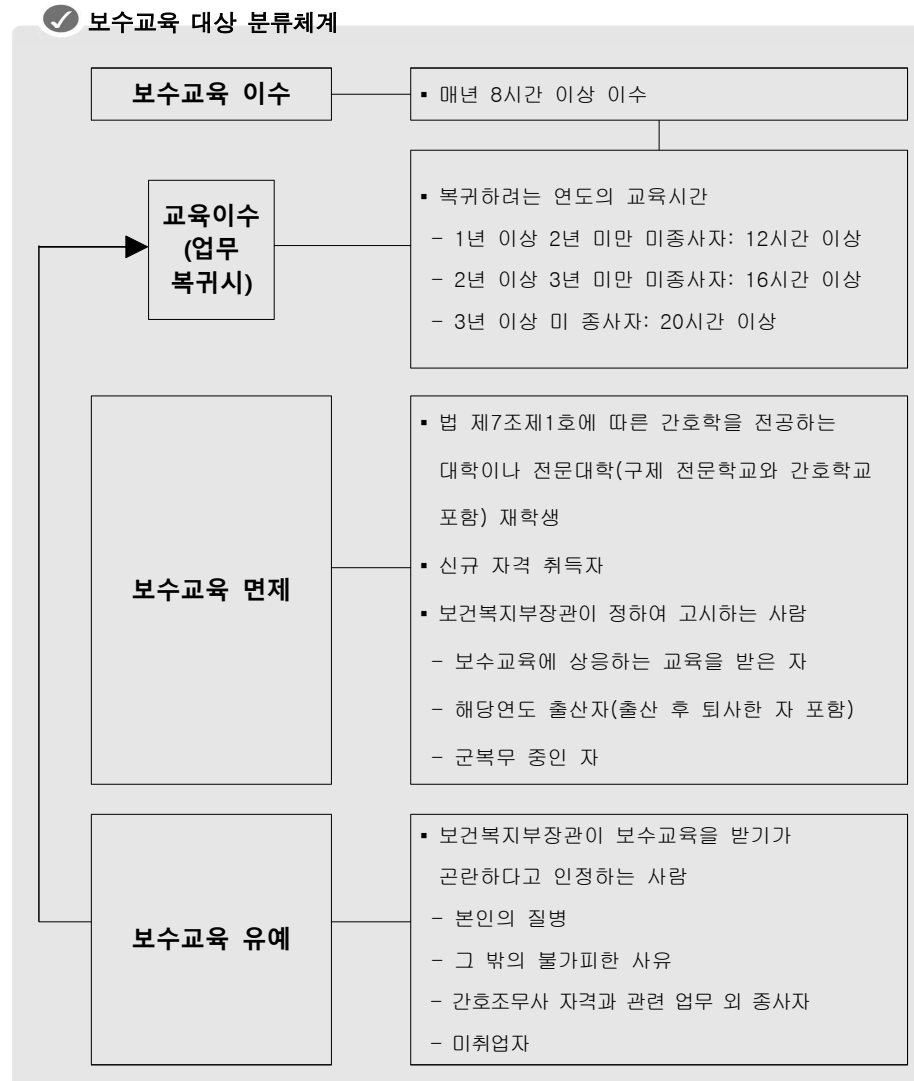 보수교육 대상 분류체계
보수교육 이수
▪ 매년 8시간 이상 이수
교육이수
(업무
복귀시)
▪ 복귀하려는 연도의 교육시간
- 1년 이상 2년 미만 미종사자: 12시간 이상
- 2년 이상 3년 미만 미종사자: 16시간 이상
- 3년 이상 미 종사자: 20시간 이상
보수교육 면제
▪ 법 제7조제1호에 따른 간호학을 전공하는
대학이나 전문대학(구제 전문학교와 간호학교
포함) 재학생
▪ 신규 자격 취득자
▪ 보건복지부장관이 정하여 고시하는 사람
- 보수교육에 상응하는 교육을 받은 자
- 해당연도 출산자(출산 후 퇴사한 자 포함)
- 군복무 중인 자
보수교육 유예
▪ 보건복지부장관이 보수교육을 받기가
곤란하다고 인정하는 사람
- 본인의 질병
- 그 밖의 불가피한 사유
- 간호조무사 자격과 관련 업무 외 종사자
- 미취업자